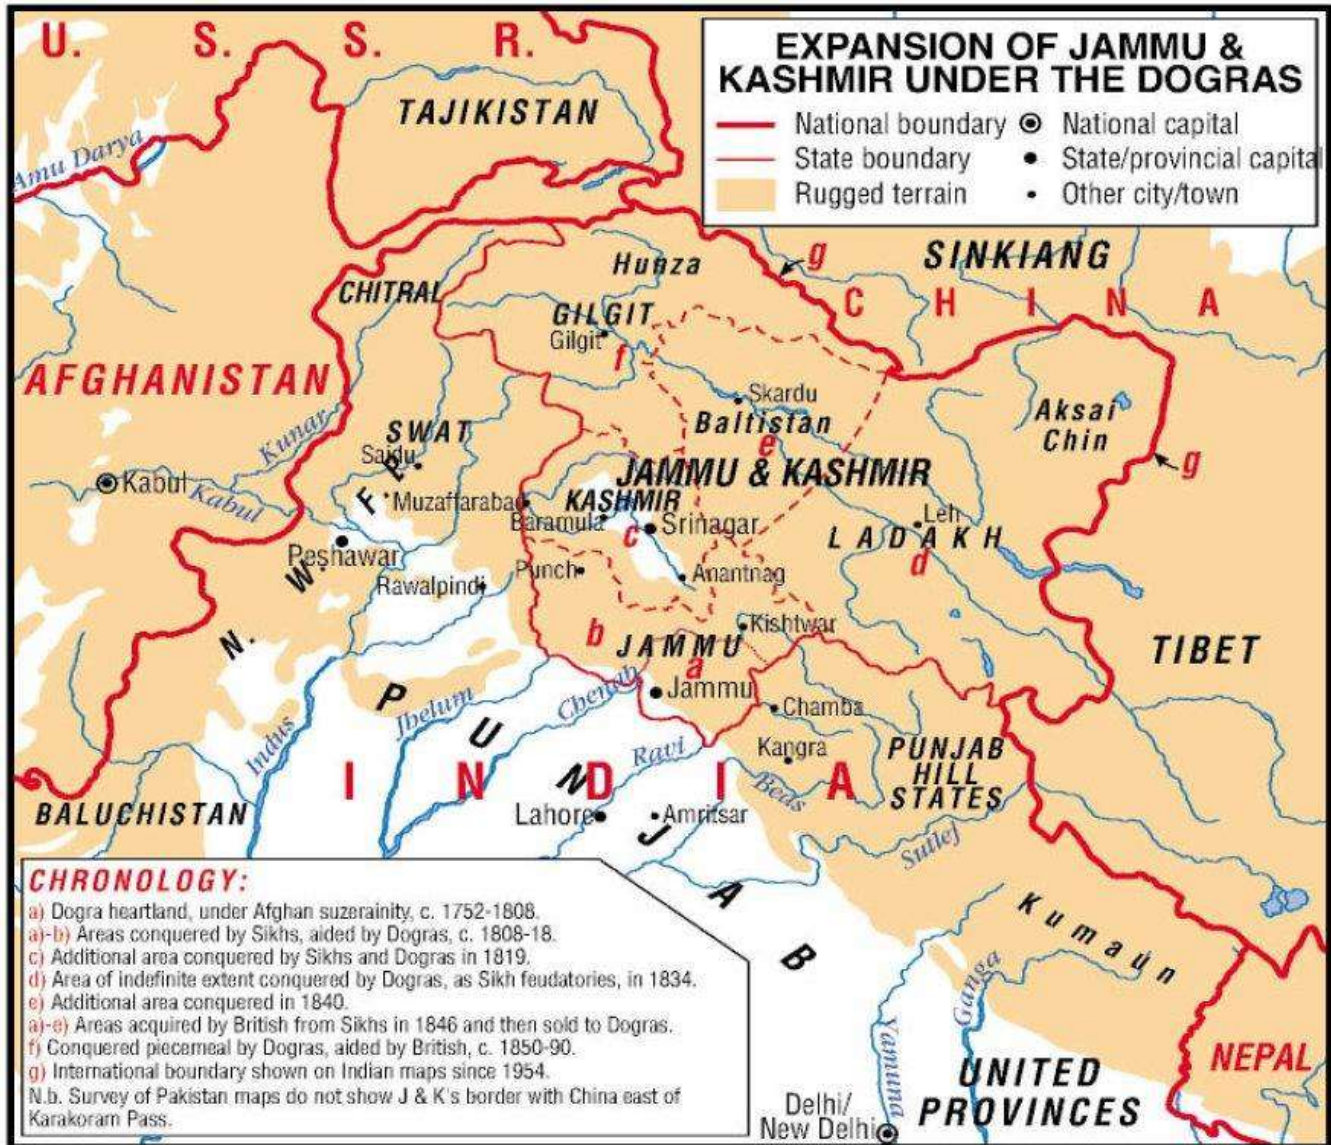 U. S. S. R.
TAJIKISTAN
Amu Darya
EXPANSION OF JAMMU &
KASHMIR UNDER THE DOGRAS
National boundary
National capital
State boundary
State/provincial capital
Rugged terrain
Other city/town
SINKIANG
g
CHINA
Hunza
CHITRAL
GILGIT
Gilgit
f
AFGHANISTAN
Skardu
Baltistan
e
Aksai
Chin
g
Kunar
SWAT
Saidu
JAMMU & KASHMIR
Kabul
Kabul
Muzaffarabad
KASHMIR
Baramula
Srinagar
c
Leh
LADAKH
d
Peshawar
N. W. F. P.
Rawalpindi
Punch
Anantnag
Kishtwar
b
JAMMU
a
Jammu
TIBET
Chamba
Indus
Jhelum
Chenab
Ravi
Kangra
Beas
PUNJAB
HILL
STATES
INDIA
PUNJAB
BALUCHISTAN
Lahore
Amritsar
Sutlej
Kumaún
Ganga
Yamuna
NEPAL
UNITED
PROVINCES
Delhi/
New Delhi
CHRONOLOGY:
a) Dogra heartland, under Afghan suzerainity, c. 1752-1808.
a)-b) Areas conquered by Sikhs, aided by Dogras, c. 1808-18.
c) Additional area conquered by Sikhs and Dogras in 1819.
d) Area of indefinite extent conquered by Dogras, as Sikh feudatories, in 1834.
e) Additional area conquered in 1840.
a)-e) Areas acquired by British from Sikhs in 1846 and then sold to Dogras.
f) Conquered piecemeal by Dogras, aided by British, c. 1850-90.
g) International boundary shown on Indian maps since 1954.
N.b. Survey of Pakistan maps do not show J & K's border with China east of
Karakoram Pass.